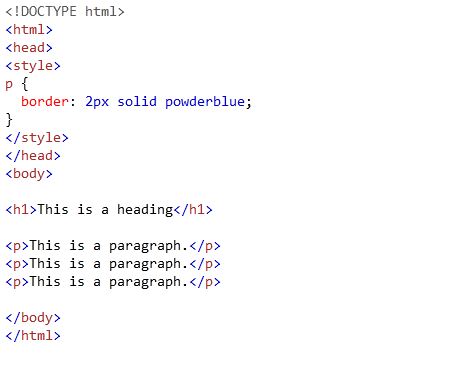 <!DOCTYPE html>
<html>
<head>
<style>
p {
  border: 2px solid powderblue;
}
</style>
</head>
<body>

<h1>This is a heading</h1>

<p>This is a paragraph.</p>
<p>This is a paragraph.</p>
<p>This is a paragraph.</p>

</body>
</html>